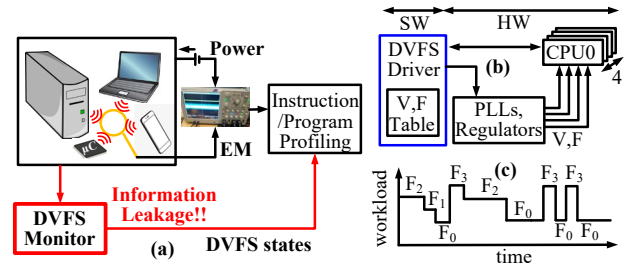 Power
μC
EM
Instruction
/Program
Profiling
Information
Leakage!!
DVFS
Monitor
(a)
DVFS states
SW
HW
DVFS
Driver
V,F
Table
(b)
CPU0
4
PLLs,
Regulators
V,F
(c)
workload
F2
F1
F0
F3
F2
F0
F3
F0
F3
F0
time